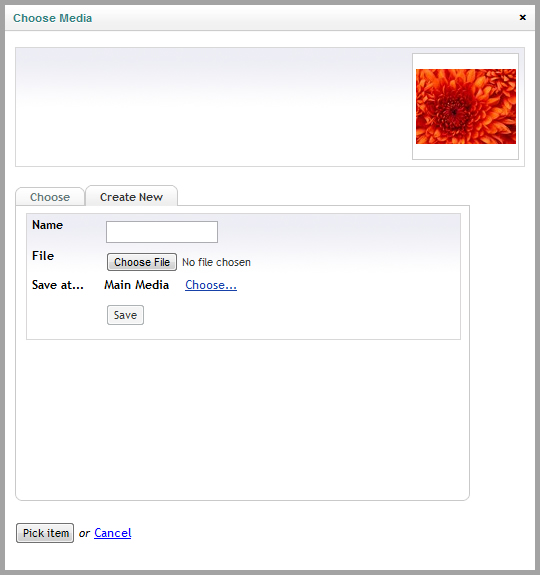 Choose Media ×
Choose Create New
Name
File Choose File No file chosen
Save at... Main Media Choose...
Save
Pick item or Cancel